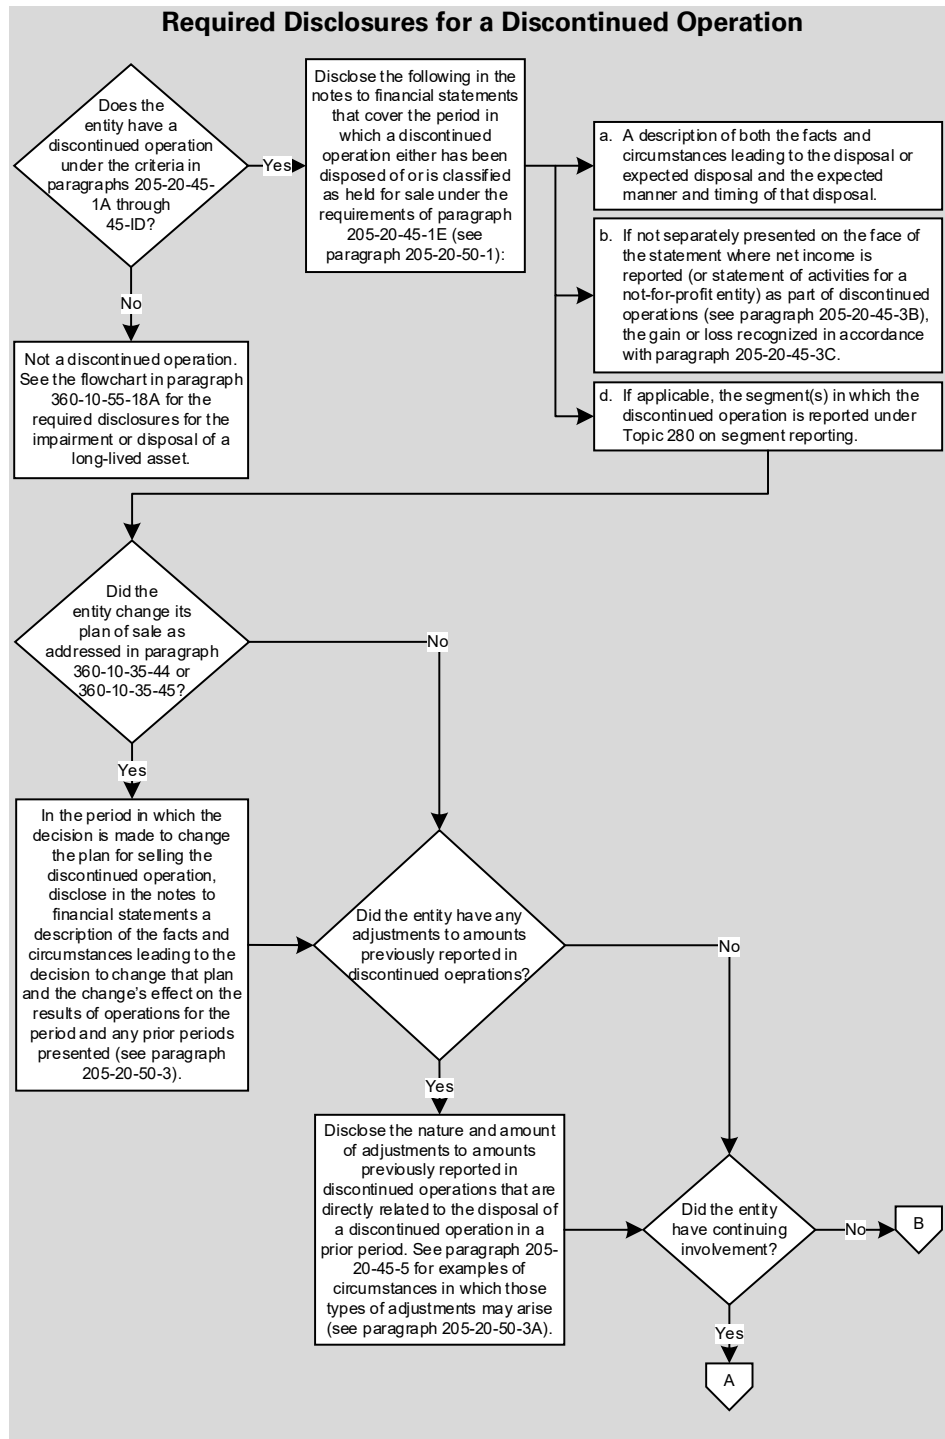 Required Disclosures for a Discontinued Operation
Does the
entity have a
discontinued operation
under the criteria in
paragraphs 205-20-45-
1A through
45-ID?
Yes
Disclose the following in the
notes to financial statements
that cover the period in
which a discontinued
operation either has been
disposed of or is classified
as held for sale under the
requirements of paragraph
205-20-45-1E (see
paragraph 205-20-50-1):
a. A description of both the facts and
circumstances leading to the disposal or
expected disposal and the expected
manner and timing of that disposal.
b. If not separately presented on the face of
the statement where net income is
reported (or statement of activities for a
not-for-profit entity) as part of discontinued
operations (see paragraph 205-20-45-3B),
the gain or loss recognized in accordance
with paragraph 205-20-45-3C.
d. If applicable, the segment(s) in which the
discontinued operation is reported under
Topic 280 on segment reporting.
No
Not a discontinued operation.
See the flowchart in paragraph
360-10-55-18A for the
required disclosures for the
impairment or disposal of a
long-lived asset.
Did the
entity change its
plan of sale as
addressed in paragraph
360-10-35-44 or
360-10-35-45?
No
Yes
In the period in which the
decision is made to change
the plan for selling the
discontinued operation,
disclose in the notes to
financial statements a
description of the facts and
circumstances leading to the
decision to change that plan
and the change's effect on the
results of operations for the
period and any prior periods
presented (see paragraph
205-20-50-3).
Did the entity have any
adjustments to amounts
previously reported in
discontinued oeprations?
No
Yes
Disclose the nature and amount
of adjustments to amounts
previously reported in
discontinued operations that are
directly related to the disposal of
a discontinued operation in a
prior period. See paragraph 205-
20-45-5 for examples of
circumstances in which those
types of adjustments may arise
(see paragraph 205-20-50-3A).
Did the entity
have continuing
involvement?
No
B
Yes
A